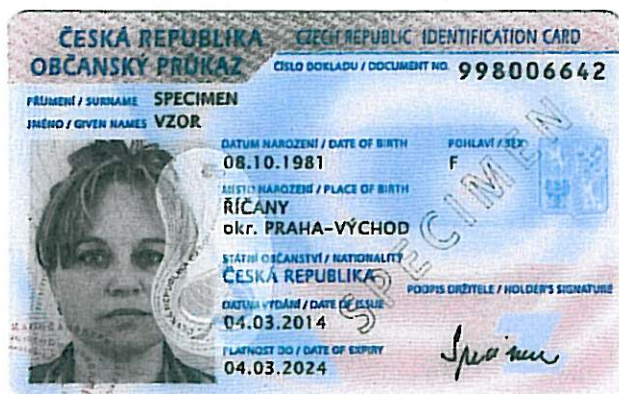 ČESKÁ REPUBLIKA CZECH REPUBLIC IDENTIFICATION CARD
OBČANSKÝ PRŮKAZ ČÍSLO DOKLADU / DOCUMENT NO. 998006642
PŘÍJMENÍ / SURNAME SPECIMEN
JMÉNO / GIVEN NAMES VZOR
DATUM NAROZENÍ / DATE OF BIRTH POHLAVÍ / SEX
08.10.1981 F
MÍSTO NAROZENÍ / PLACE OF BIRTH
ŘÍČANY
okr. PRAHA-VÝCHOD
STÁTNÍ OBČANSTVÍ / NATIONALITY
ČESKÁ REPUBLIKA
DATUM VYDÁNÍ / DATE OF ISSUE PODPIS DRŽITELE / HOLDER'S SIGNATURE
04.03.2014
PLATNOST DO / DATE OF EXPIRY
04.03.2024
Specimen
SPECIMEN